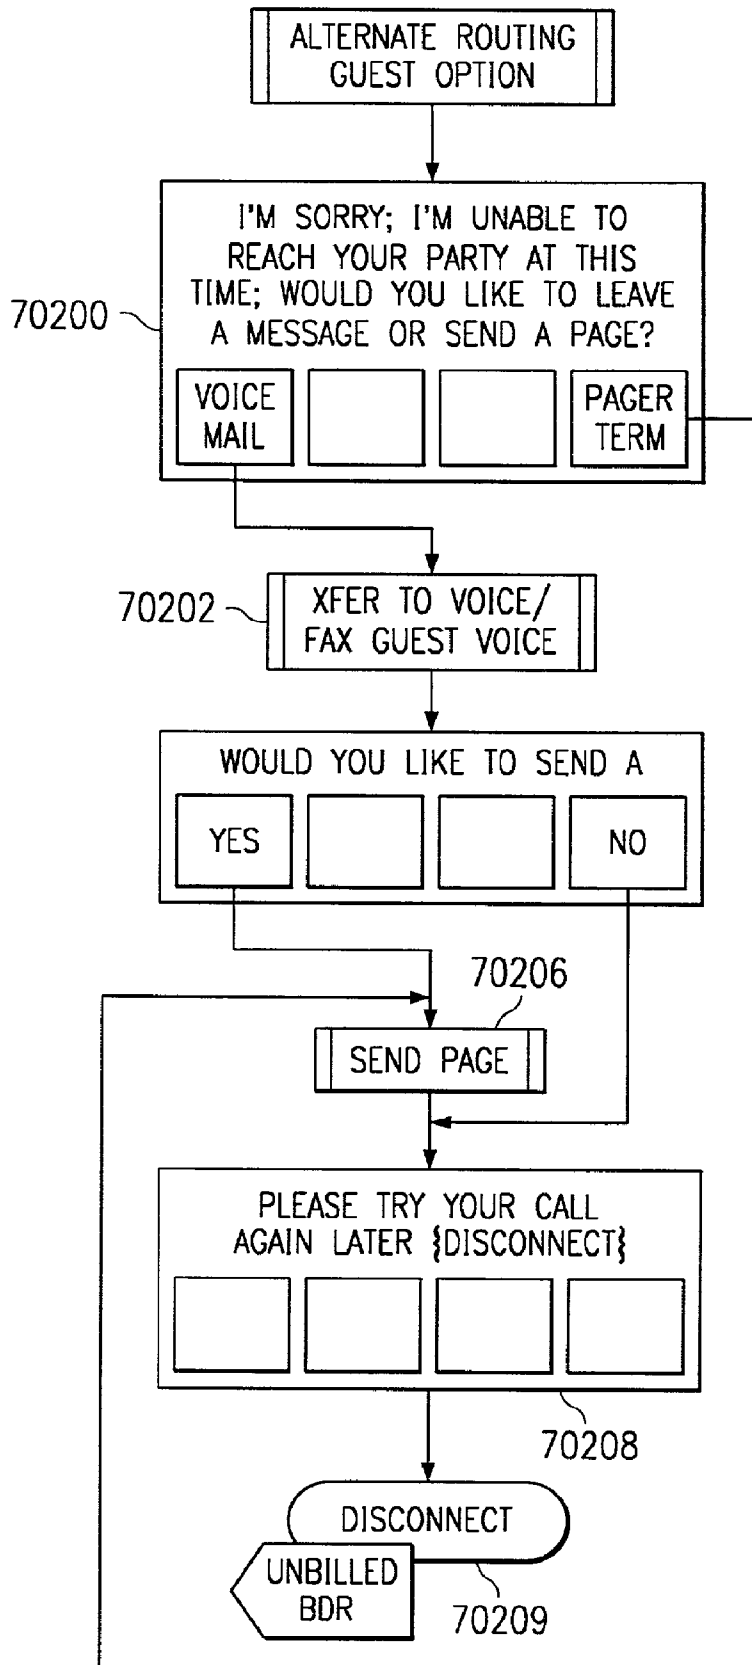 ALTERNATE ROUTING
GUEST OPTION
I'M SORRY; I'M UNABLE TO
REACH YOUR PARTY AT THIS
TIME; WOULD YOU LIKE TO LEAVE
A MESSAGE OR SEND A PAGE?
70200
VOICE
MAIL
PAGER
TERM
70202
XFER TO VOICE/
FAX GUEST VOICE
WOULD YOU LIKE TO SEND A
YES
NO
70206
SEND PAGE
PLEASE TRY YOUR CALL
AGAIN LATER {DISCONNECT}
70208
DISCONNECT
UNBILLED
BDR
70209